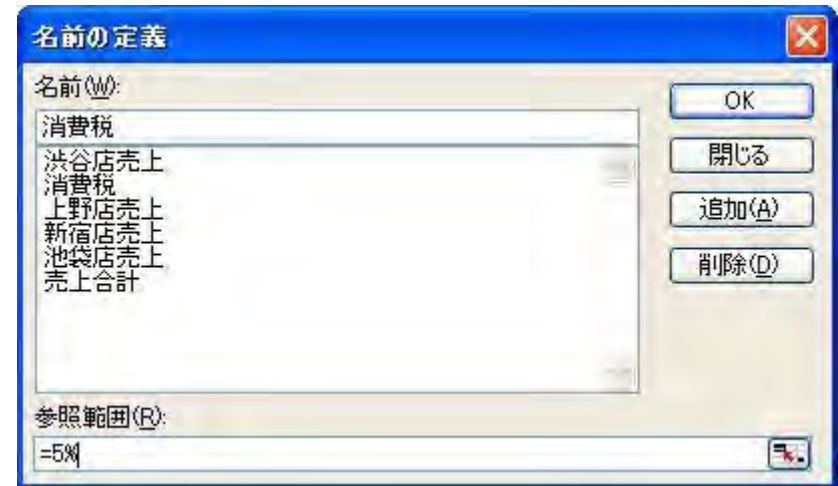 名前の定義
名前(W):
消費税
渋谷店売上
消費税
上野店売上
新宿店売上
池袋店売上
売上合計
OK
閉じる
追加(A)
削除(D)
参照範囲(R):
=5%